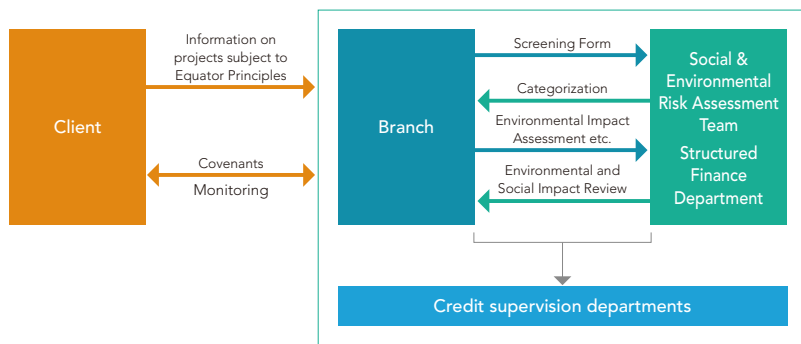 Client
Information on
projects subject to
Equator Principles
Covenants
Monitoring
Branch
Screening Form
Categorization
Environmental Impact
Assessment etc.
Environmental and
Social Impact Review
Social &
Environmental
Risk Assessment
Team
Structured
Finance
Department
Credit supervision departments